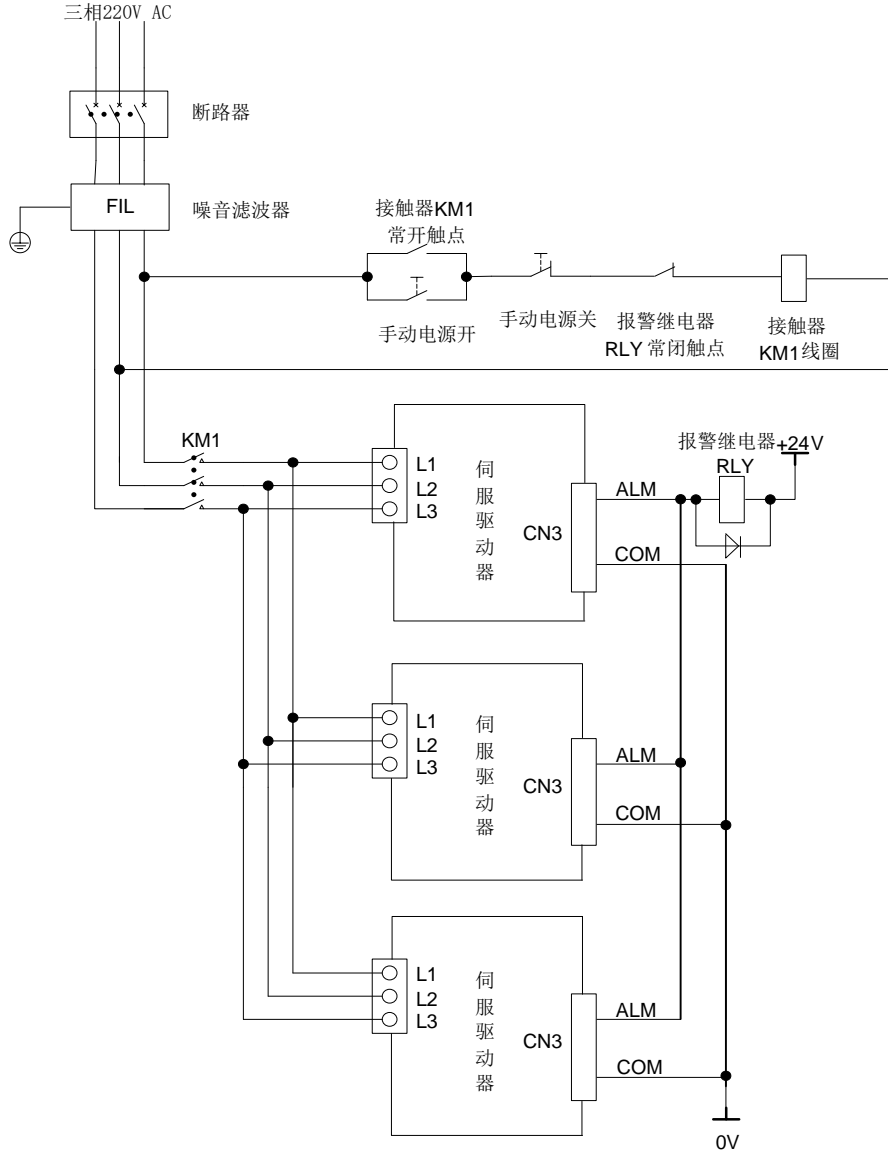 三相220V AC
断路器
FIL
噪音滤波器
接触器KM1
常开触点
手动电源开
手动电源关
报警继电器
RLY 常闭触点
接触器
KM1线圈
KM1
L1
L2
L3
伺服驱动器
CN3
ALM
COM
报警继电器
RLY
+24V
L1
L2
L3
伺服驱动器
CN3
ALM
COM
L1
L2
L3
伺服驱动器
CN3
ALM
COM
0V